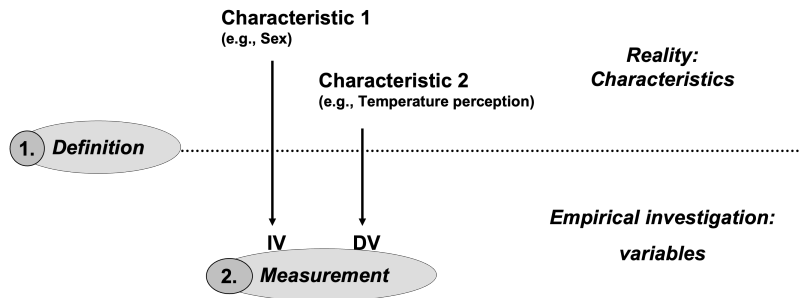 Characteristic 1
(e.g., Sex)
Reality:
Characteristics
Characteristic 2
(e.g., Temperature perception)
1. Definition
Empirical investigation:
variables
IV DV
2. Measurement